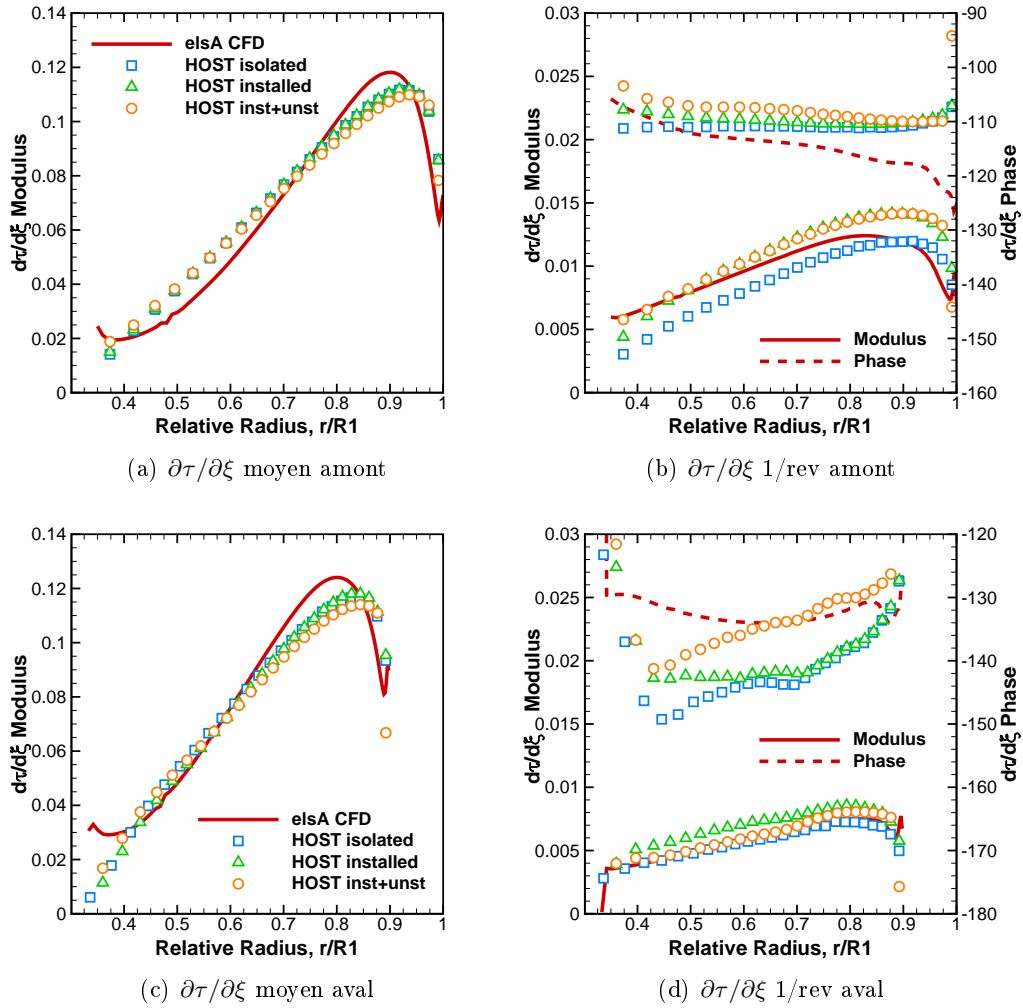 dτ/dξ Modulus
0.14
0.12
0.1
0.08
0.06
0.04
0.02
0
elsA CFD
HOST isolated
HOST installed
HOST inst+unst
0.4 0.5 0.6 0.7 0.8 0.9 1
Relative Radius, r/R1
(a) ∂τ/∂ξ moyen amont
dτ/dξ Modulus
0.03
0.025
0.02
0.015
0.01
0.005
0
Modulus
Phase
-90
-100
-110
-120
-130
-140
-150
-160
dτ/dξ Phase
0.4 0.5 0.6 0.7 0.8 0.9 1
Relative Radius, r/R1
(b) ∂τ/∂ξ 1/rev amont
dτ/dξ Modulus
0.14
0.12
0.1
0.08
0.06
0.04
0.02
0
elsA CFD
HOST isolated
HOST installed
HOST inst+unst
0.4 0.5 0.6 0.7 0.8 0.9 1
Relative Radius, r/R1
(c) ∂τ/∂ξ moyen aval
dτ/dξ Modulus
0.03
0.025
0.02
0.015
0.01
0.005
0
Modulus
Phase
-120
-130
-140
-150
-160
-170
-180
dτ/dξ Phase
0.4 0.5 0.6 0.7 0.8 0.9 1
Relative Radius, r/R1
(d) ∂τ/∂ξ 1/rev aval